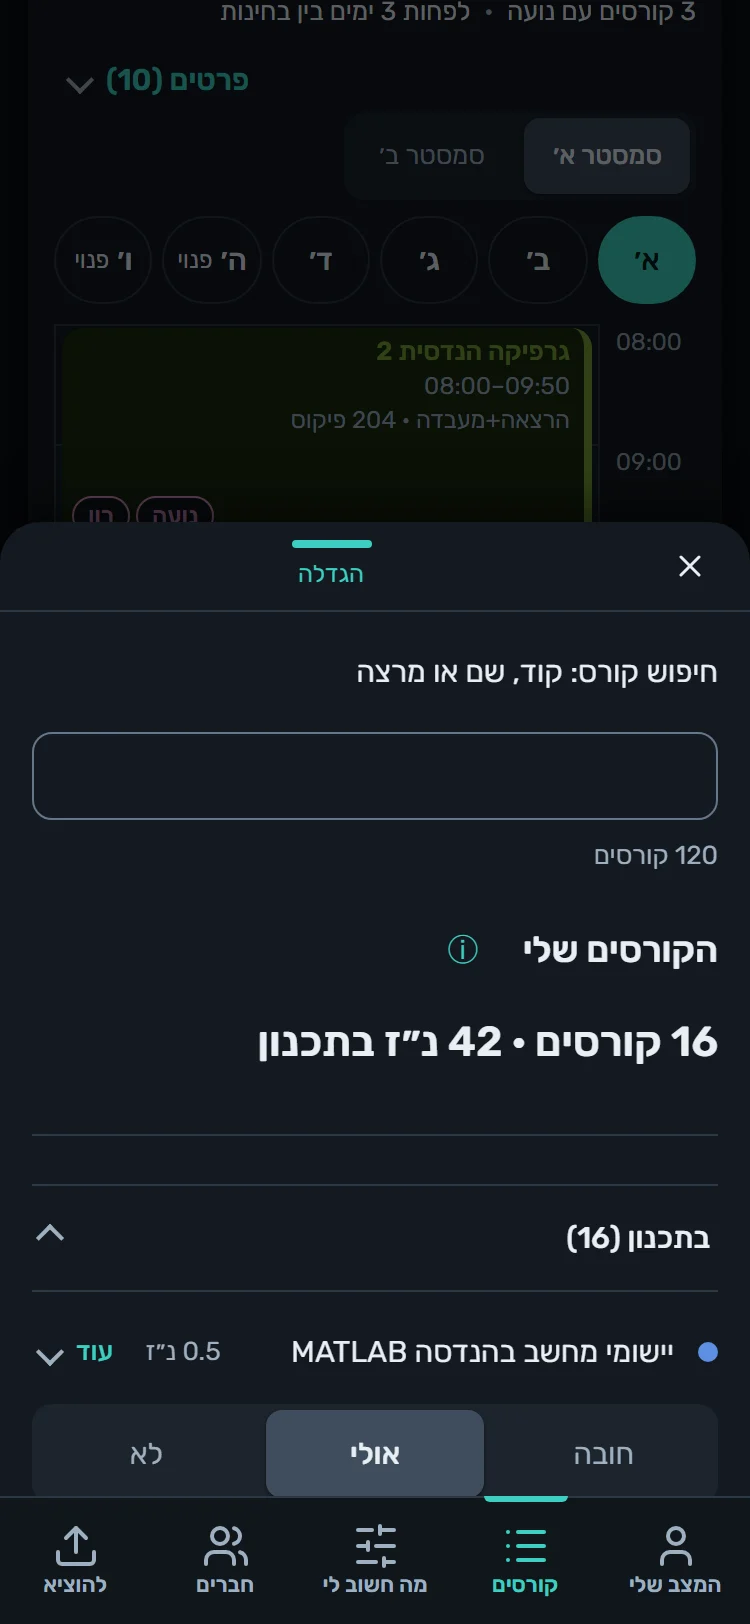 3 קורסים עם נועה • לפחות 3 ימים בין בחינות
פרטים (10)
סמסטר א׳ סמסטר ב׳
א׳ ב׳ ג׳ ד׳ ה׳ פנוי ו׳ פנוי
08:00
גרפיקה הנדסית 2
08:00–09:50
הרצאה+מעבדה • 204 פיקוס
09:00
נועה רון
הגדלה
חיפוש קורס: קוד, שם או מרצה
120 קורסים
הקורסים שלי
16 קורסים • 42 נ״ז בתכנון
בתכנון (16)
יישומי מחשב בהנדסה MATLAB 0.5 נ״ז עוד
חובה אולי לא
המצב שלי קורסים מה חשוב לי חברים להוציא